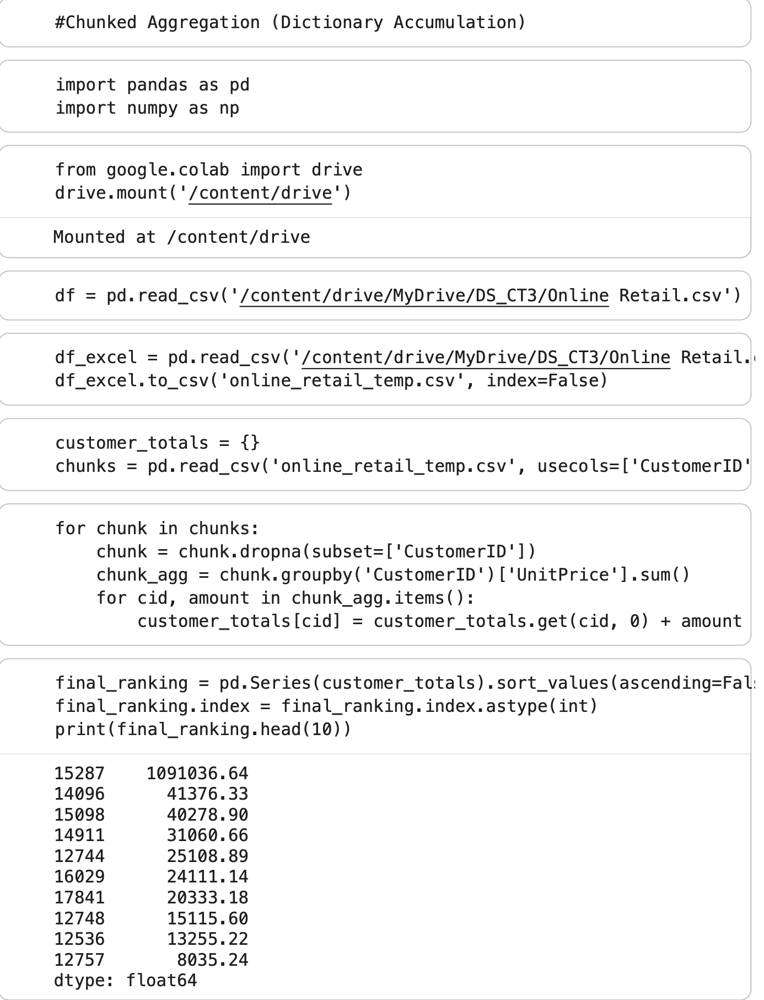 #Chunked Aggregation (Dictionary Accumulation)
import pandas as pd
import numpy as np
from google.colab import drive
drive.mount('/content/drive')
Mounted at /content/drive
df = pd.read_csv('/content/drive/MyDrive/DS_CT3/Online Retail.csv')
df_excel = pd.read_csv('/content/drive/MyDrive/DS_CT3/Online Retail.
df_excel.to_csv('online_retail_temp.csv', index=False)
customer_totals = {}
chunks = pd.read_csv('online_retail_temp.csv', usecols=['CustomerID'
for chunk in chunks:
    chunk = chunk.dropna(subset=['CustomerID'])
    chunk_agg = chunk.groupby('CustomerID')['UnitPrice'].sum()
    for cid, amount in chunk_agg.items():
        customer_totals[cid] = customer_totals.get(cid, 0) + amount
final_ranking = pd.Series(customer_totals).sort_values(ascending=Fal
final_ranking.index = final_ranking.index.astype(int)
print(final_ranking.head(10))
15287    1091036.64
14096      41376.33
15098      40278.90
14911      31060.66
12744      25108.89
16029      24111.14
17841      20333.18
12748      15115.60
12536      13255.22
12757       8035.24
dtype: float64